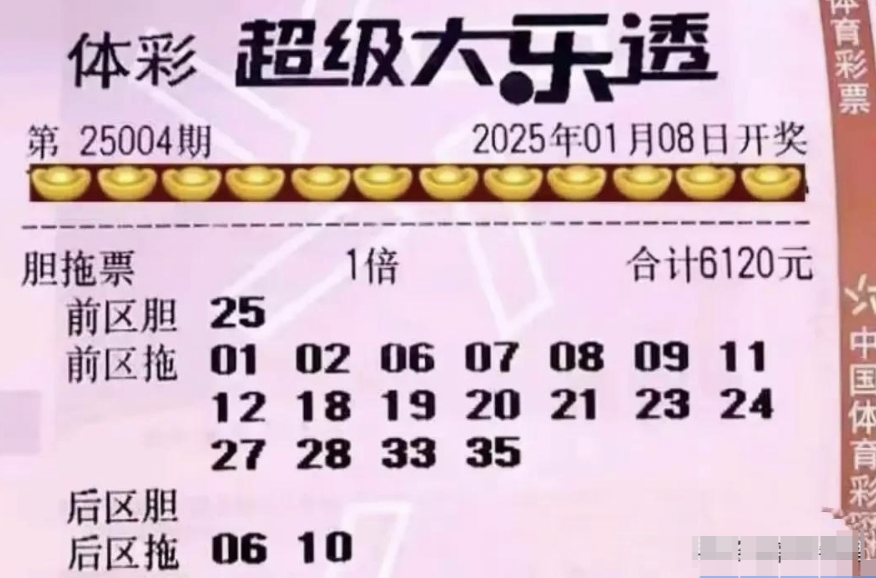 体彩 超级大乐透
第 25004期 2025年01月08日开奖
胆拖票 1倍 合计6120元
前区胆 25
前区拖 01 02 06 07 08 09 11
12 18 19 20 21 23 24
27 28 33 35
后区胆
后区拖 06 10
体育彩票
中国体育彩